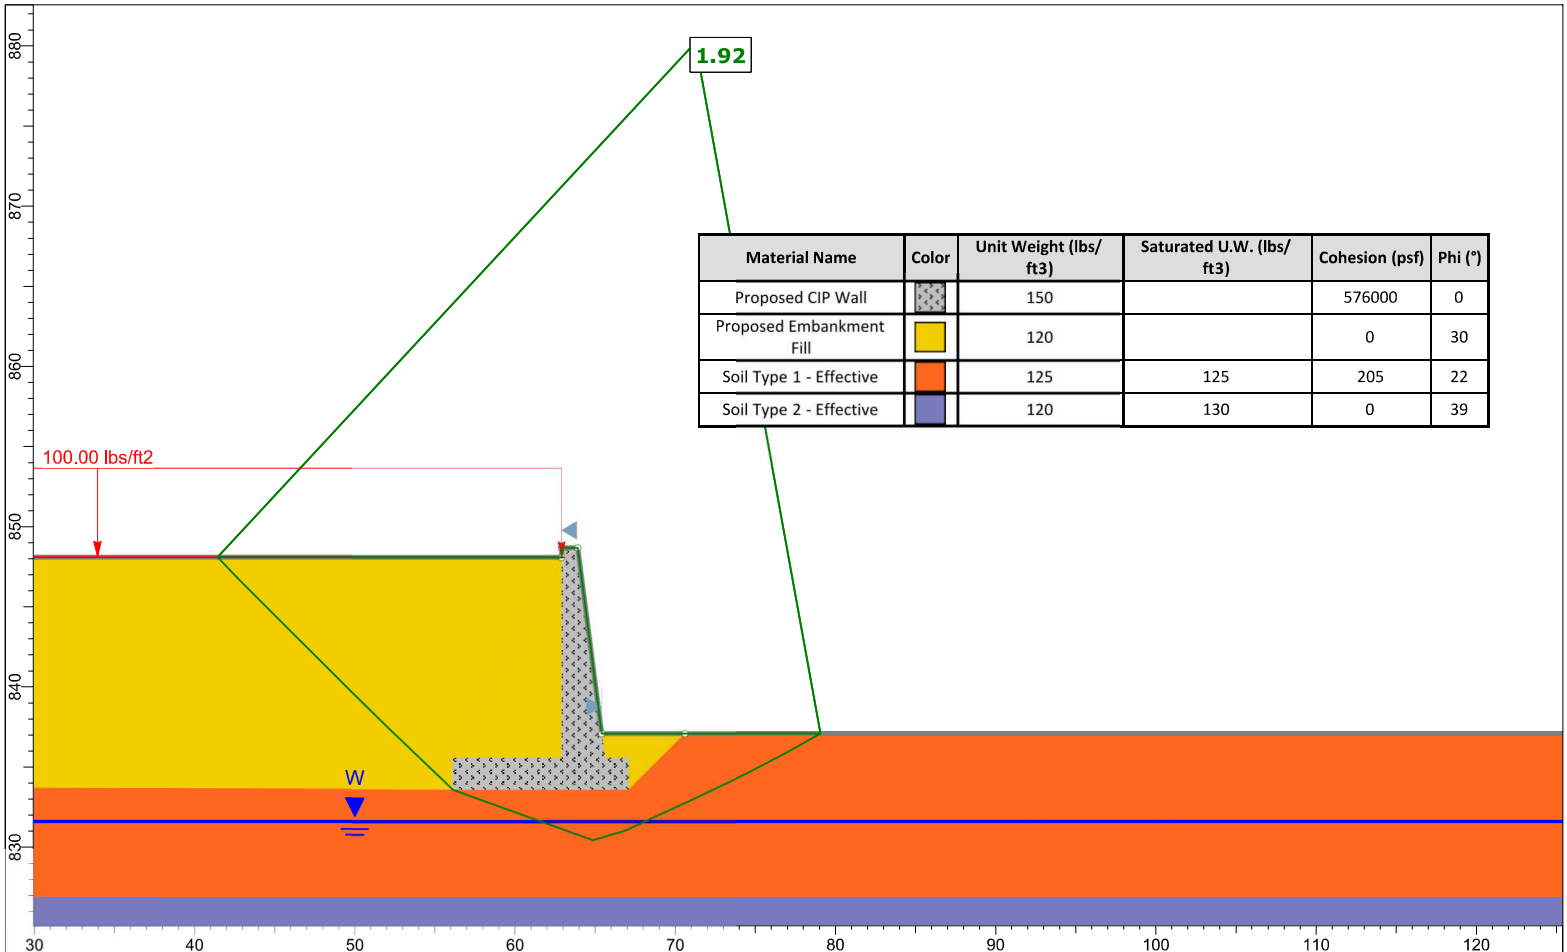 880
1.92
870
Material Name Color Unit Weight (lbs/ft3) Saturated U.W. (lbs/ft3) Cohesion (psf) Phi (°)
Proposed CIP Wall 150 576000 0
Proposed Embankment Fill 120 0 30
Soil Type 1 - Effective 125 125 205 22
Soil Type 2 - Effective 120 130 0 39
860
100.00 lbs/ft2
850
840
W
830
30 40 50 60 70 80 90 100 110 120